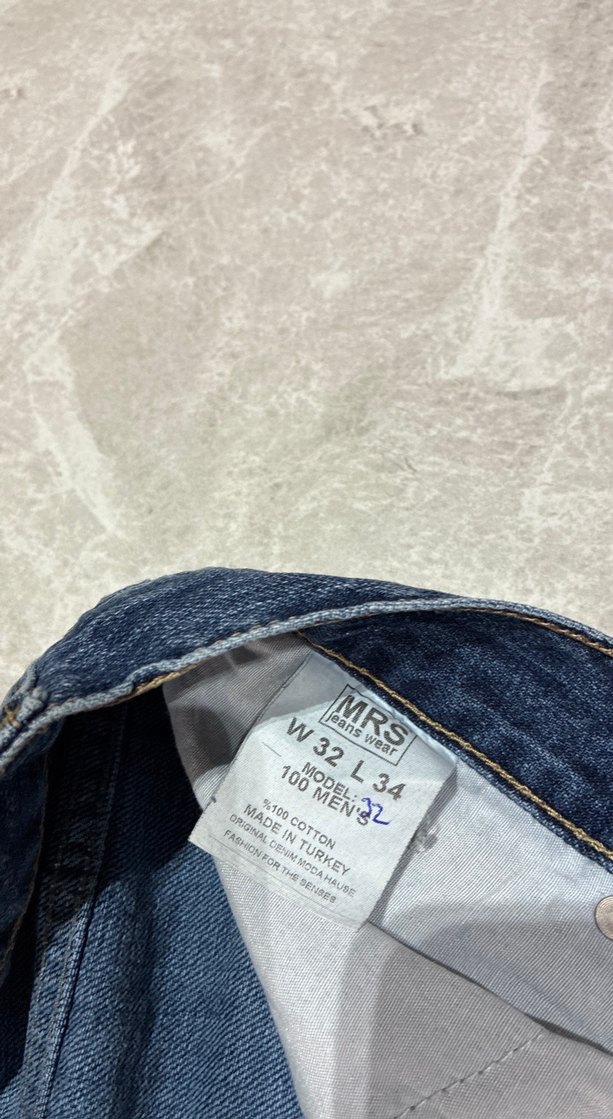 MRS
jeans wear
W 32 L 34
MODEL: 32
100 MEN'S
%100 COTTON
MADE IN TURKEY
ORIGINAL DENIM MODA HAUSE
FASHION FOR THE SENSES